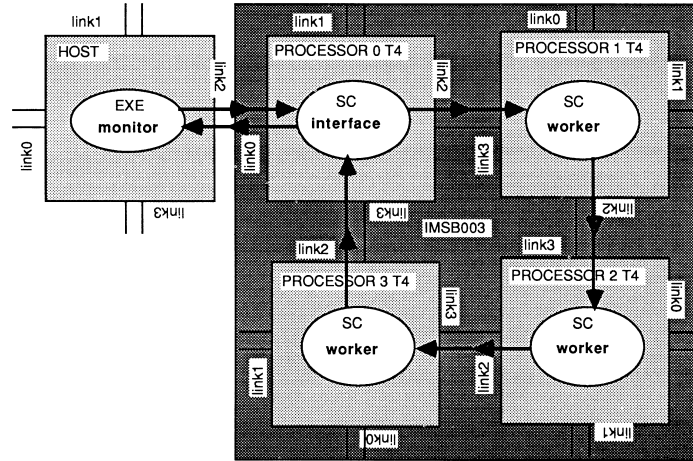 link1
link1
link0
HOST
PROCESSOR 0 T4
PROCESSOR 1 T4
link2
link2
link1
EXE
monitor
SC
interface
SC
worker
link0
link0
link3
link3
link3
link2
IMSB003
link2
link3
PROCESSOR 3 T4
PROCESSOR 2 T4
link3
link0
SC
worker
SC
worker
link1
link2
link0
link1